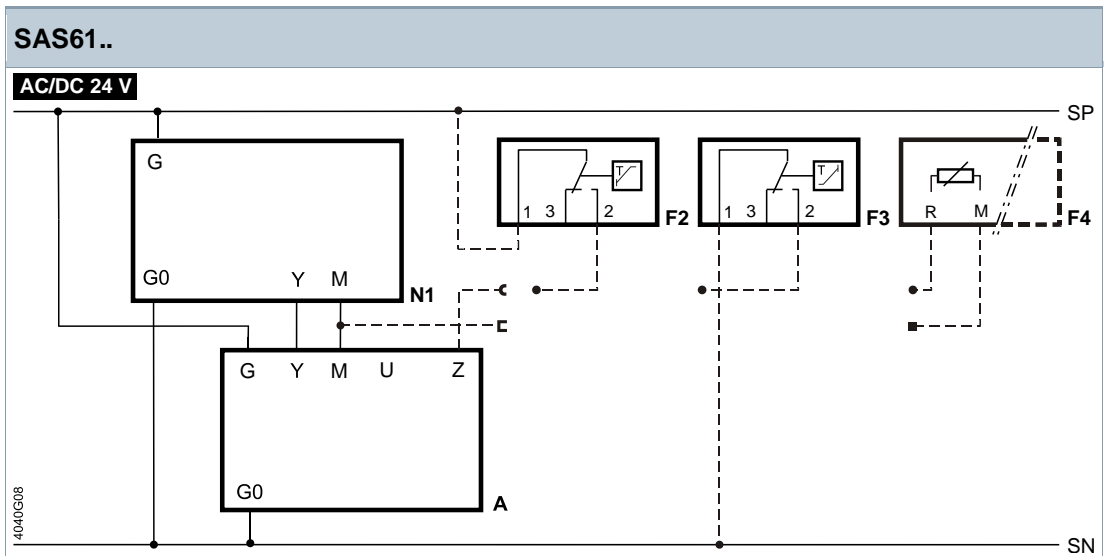 SAS61..
AC/DC 24 V
SP
G
G0 Y M
N1
T
1 3 2
F2
T
1 3 2
F3
R M
F4
G Y M U Z
G0
A
4040G08
SN